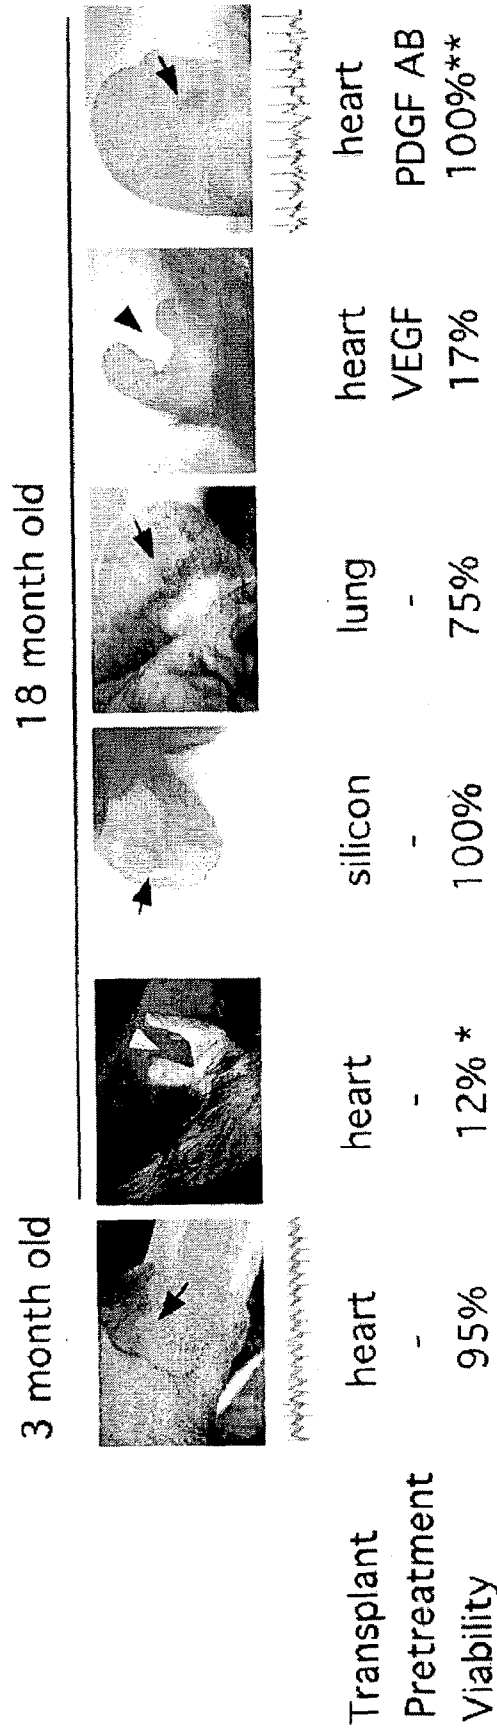 3 month old 18 month old
Transplant heart heart silicon lung heart heart
Pretreatment - - - - VEGF PDGF AB
Viability 95% 12% * 100% 75% 17% 100%**